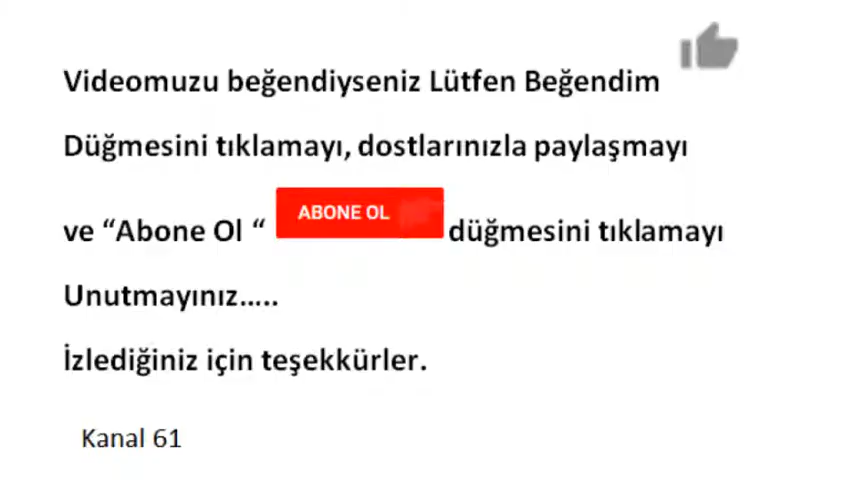 Videomuzu beğendiyseniz Lütfen Beğendim
Düğmesini tıklamayı, dostlarınızla paylaşmayı
ve “Abone Ol “ ABONE OL düğmesini tıklamayı
Unutmayınız…..
İzlediğiniz için teşekkürler.
Kanal 61